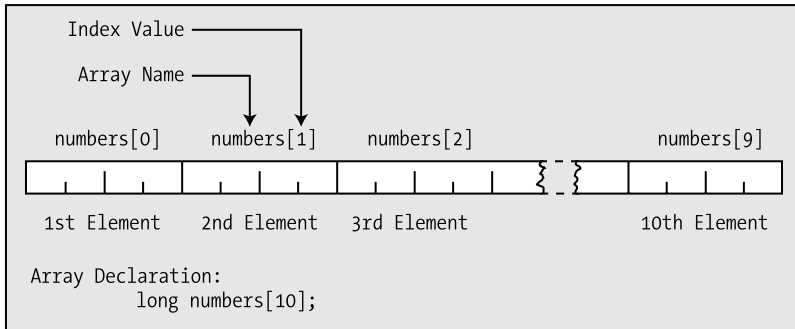 Index Value
Array Name
numbers[0] numbers[1] numbers[2] numbers[9]
1st Element 2nd Element 3rd Element 10th Element
Array Declaration:
long numbers[10];